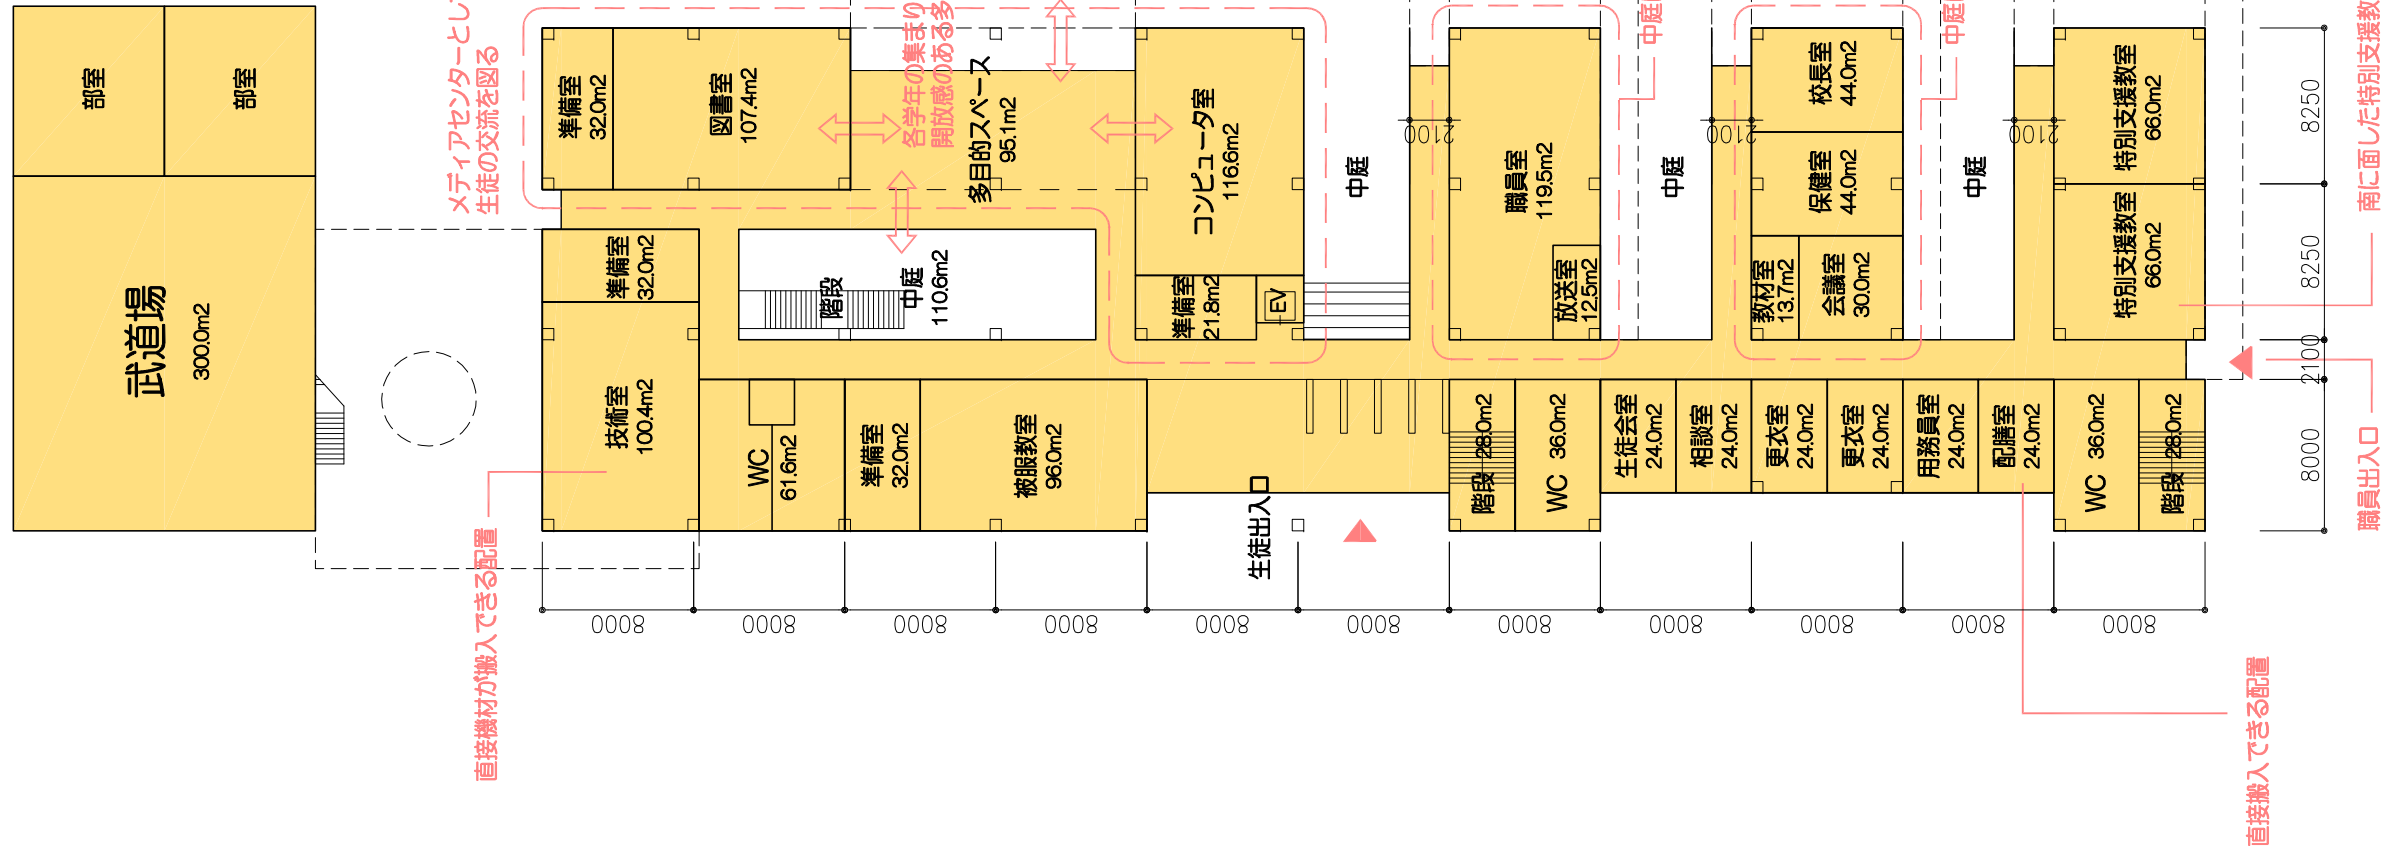 部室
部室
武道場
300.0m2
メディアセンターとし
生徒の交流を図る
準備室
32.0m2
図書室
107.4m2
各学年の集まり
開放感のある多
多目的スペース
95.1m2
コンピュータ室
116.6m2
準備室
21.8m2
EV
中庭
2100
職員室
119.5m2
放送室
12.5m2
中庭
中庭
2100
校長室
44.0m2
保健室
44.0m2
教材室
13.7m2
会議室
30.0m2
中庭
中庭
2100
特別支援教室
66.0m2
特別支援教室
66.0m2
南に面した特別支援教
8250
8250
2100
8000
準備室
32.0m2
技術室
100.4m2
階段
中庭
110.6m2
WC
61.6m2
準備室
32.0m2
被服教室
96.0m2
生徒出入口
階段 28.0m2
WC 36.0m2
生徒会室
24.0m2
相談室
24.0m2
更衣室
24.0m2
更衣室
24.0m2
用務員室
24.0m2
配膳室
24.0m2
WC 36.0m2
階段 28.0m2
職員出入口
直接機材が搬入できる配置
直接搬入できる配置
8000
8000
8000
8000
8000
8000
8000
8000
8000
8000
8000